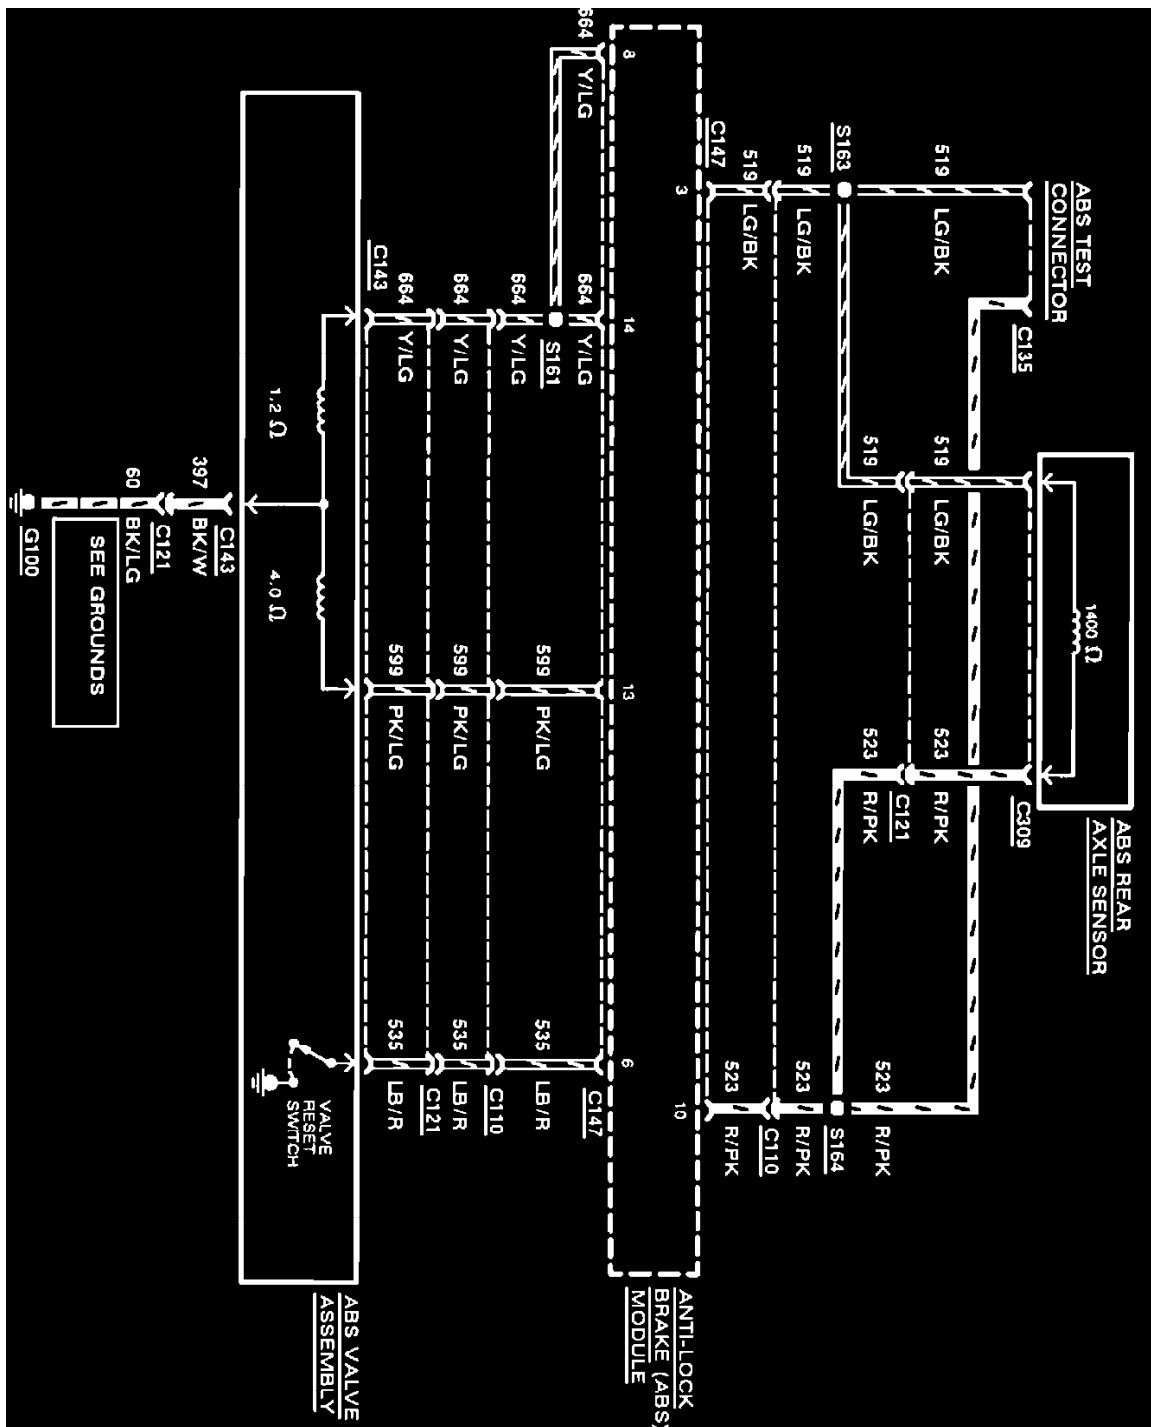 ABS TEST
CONNECTOR
1400 Ω
ABS REAR
AXLE SENSOR
C135
C309
519 LG/BK
519 LG/BK
523 R/PK
C121
519 LG/BK
523 R/PK
523 R/PK
S163
S164
519 LG/BK
523 R/PK
C110
519 LG/BK
523 R/PK
C147
3
10
ANTI-LOCK
BRAKE (ABS)
MODULE
8
14
13
6
664 Y/LG
664 Y/LG
C147
S161
664 Y/LG
599 PK/LG
535 LB/R
C110
664 Y/LG
599 PK/LG
535 LB/R
C121
664 Y/LG
599 PK/LG
535 LB/R
C143
ABS VALVE
ASSEMBLY
VALVE
RESET
SWITCH
1,2 Ω
4,0 Ω
C143
397 BK/W
C121
60 BK/LG
SEE GROUNDS
G100